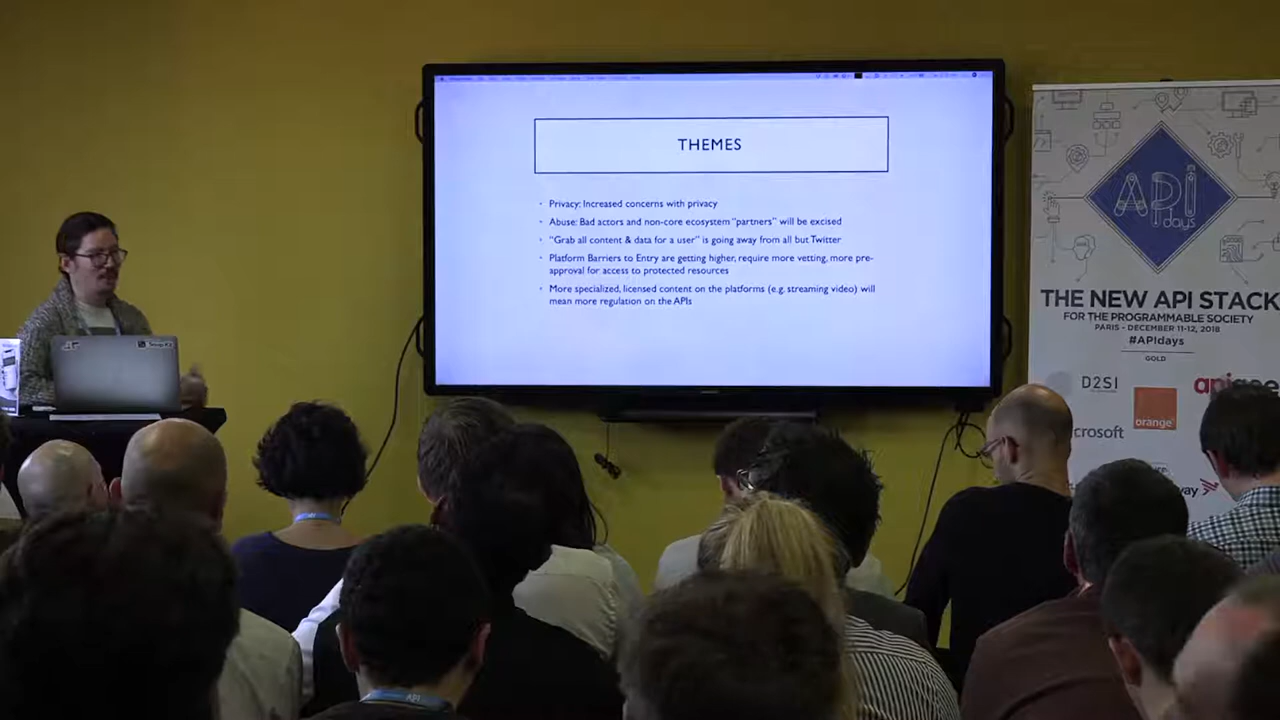 THEMES
• Privacy: Increased concerns with privacy
• Abuse: Bad actors and non-core ecosystem "partners" will be excised
• "Grab all content & data for a user" is going away from all but Twitter
• Platform Barriers to Entry are getting higher, require more vetting, more pre-
approval for access to protected resources
• More specialized, licensed content on the platforms (e.g. streaming video) will
mean more regulation on the APIs
API
days
THE NEW API STACK
FOR THE PROGRAMMABLE SOCIETY
PARIS - DECEMBER 11-12, 2018
#APIdays
GOLD
D2SI
apigee
orange
crosoft
way
API